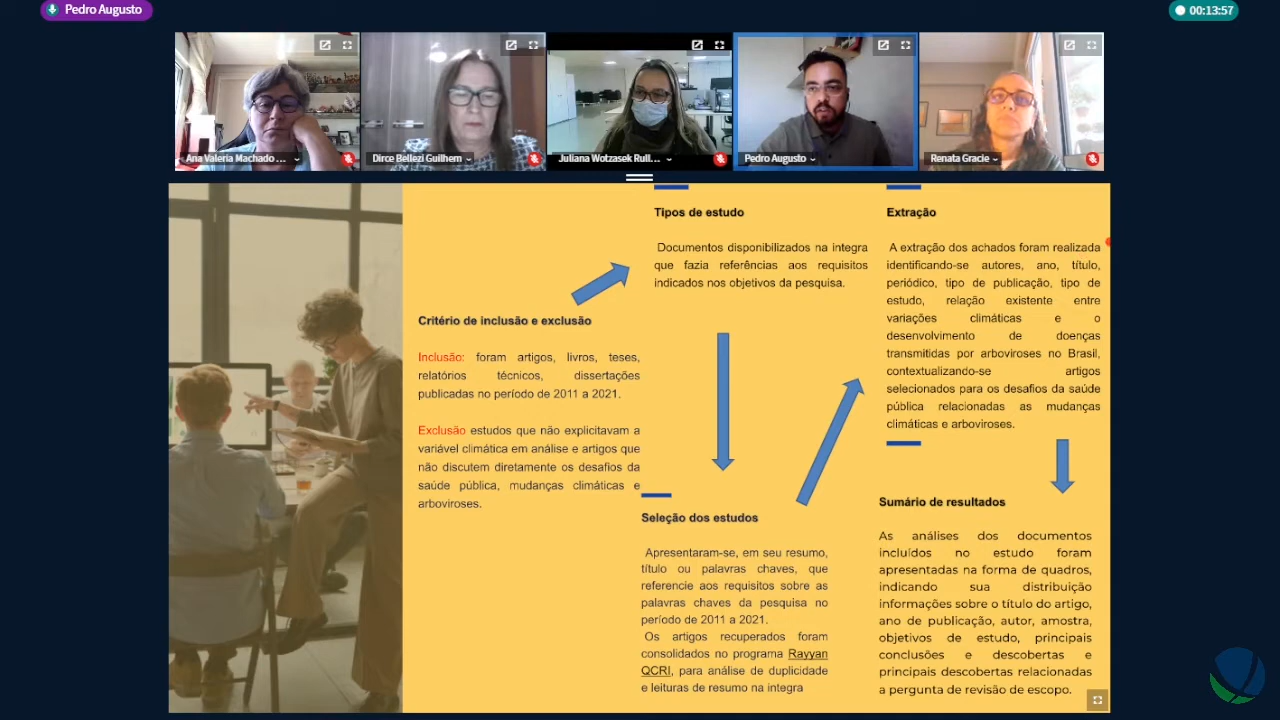 Pedro Augusto
00:13:57
Ana Valéria Machado ...
Dirce Bellezi Guilhem
Juliana Wotzasek Rull...
Pedro Augusto
Renata Gracie
Critério de inclusão e exclusão
Inclusão: foram artigos, livros, teses,
relatórios técnicos, dissertações
publicadas no período de 2011 a 2021.
Exclusão estudos que não explicitavam a
variável climática em análise e artigos que
não discutem diretamente os desafios da
saúde pública, mudanças climáticas e
arboviroses.
Tipos de estudo
Documentos disponibilizados na integra
que fazia referências aos requisitos
indicados nos objetivos da pesquisa.
Seleção dos estudos
Apresentaram-se, em seu resumo,
título ou palavras chaves, que
referencie aos requisitos sobre as
palavras chaves da pesquisa no
período de 2011 a 2021.
Os artigos recuperados foram
consolidados no programa Rayyan
QCRI, para análise de duplicidade
e leituras de resumo na integra
Extração
A extração dos achados foram realizada
identificando-se autores, ano, título,
periódico, tipo de publicação, tipo de
estudo, relação existente entre
variações climáticas e o
desenvolvimento de doenças
transmitidas por arboviroses no Brasil,
contextualizando-se artigos
selecionados para os desafios da saúde
pública relacionadas as mudanças
climáticas e arboviroses.
Sumário de resultados
As análises dos documentos
incluídos no estudo foram
apresentadas na forma de quadros,
indicando sua distribuição
informações sobre o título do artigo,
ano de publicação, autor, amostra,
objetivos de estudo, principais
conclusões e descobertas e
principais descobertas relacionadas
a pergunta de revisão de escopo.